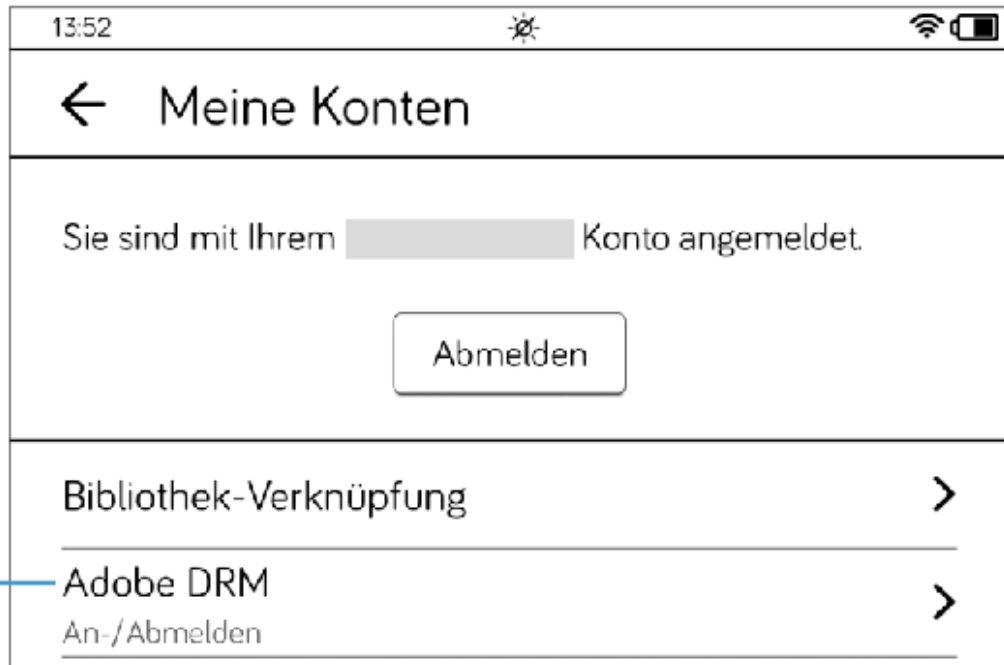 13:52
Meine Konten
Sie sind mit Ihrem Konto angemeldet.
Abmelden
Bibliothek-Verknüpfung
Adobe DRM
An-/Abmelden